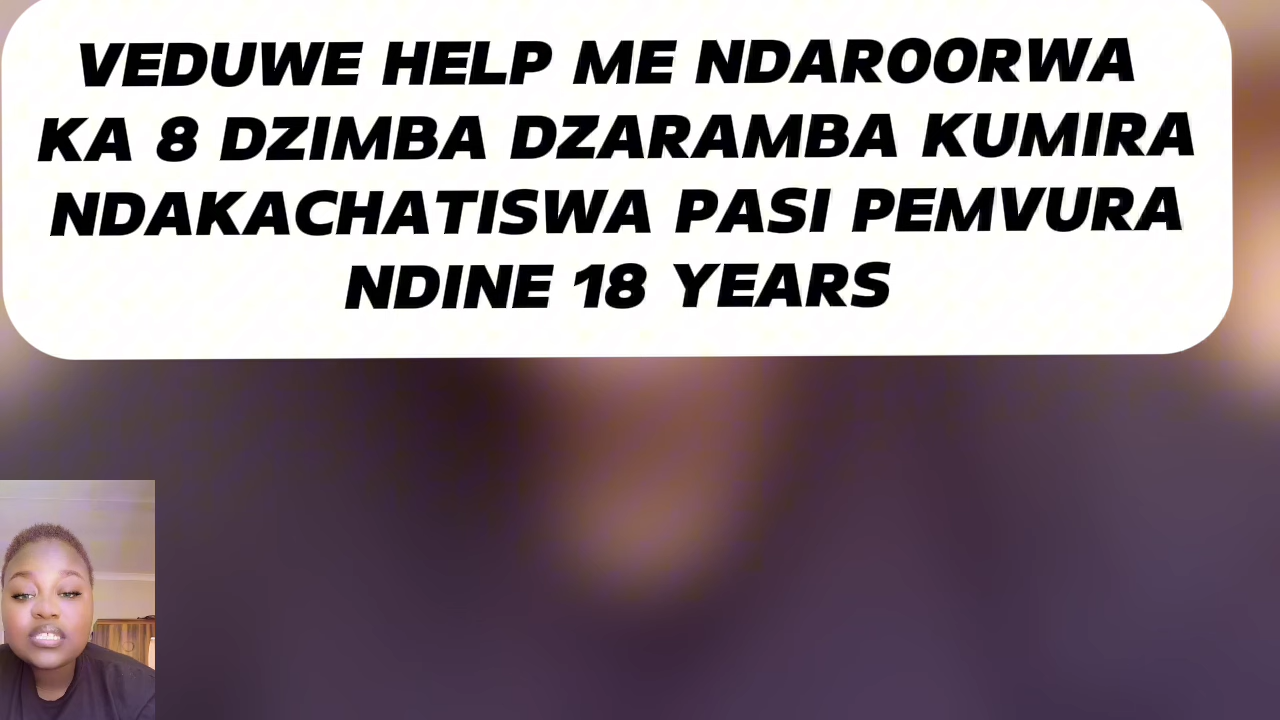 VEDUWE HELP ME NDAROORWA
KA 8 DZIMBA DZARAMBA KUMIRA
NDAKACHATISWA PASI PEMVURA
NDINE 18 YEARS